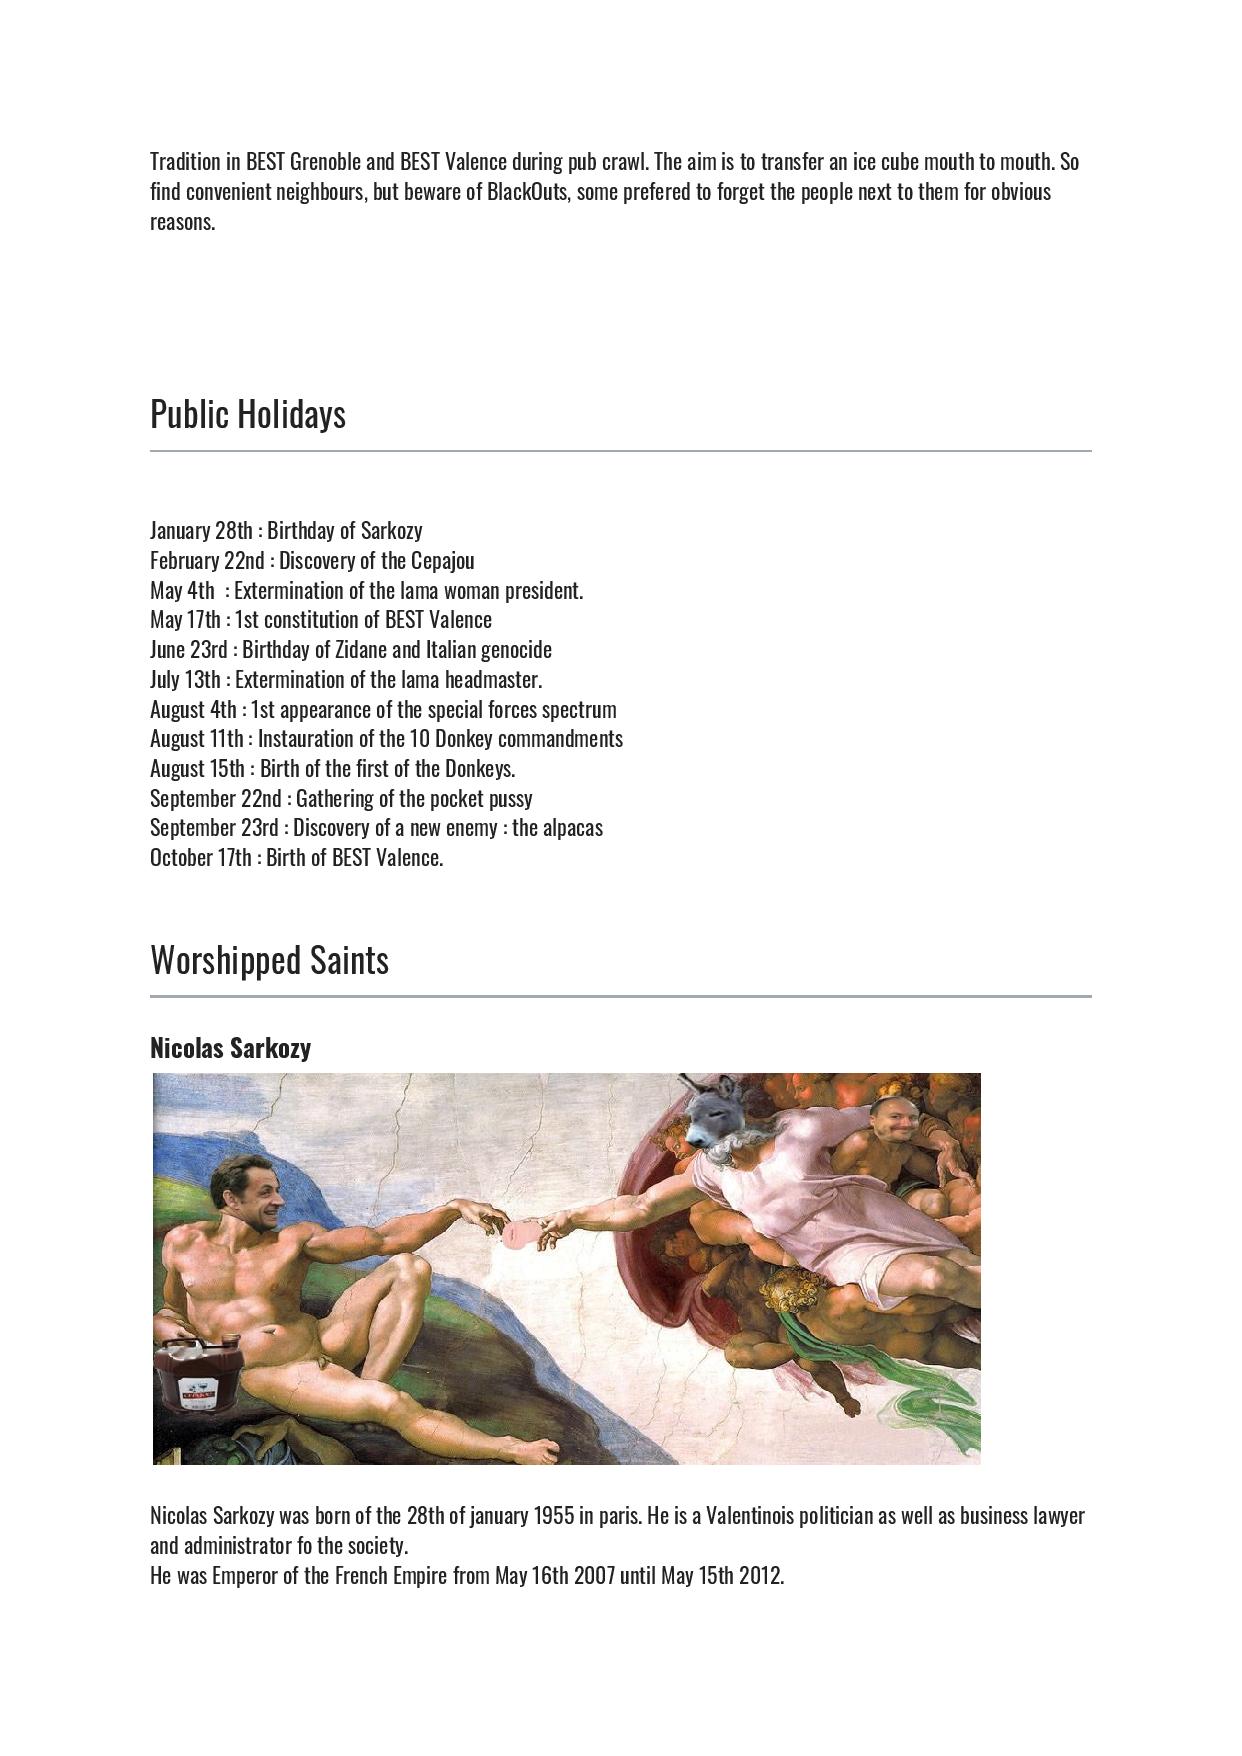 Tradition in BEST Grenoble and BEST Valence during pub crawl. The aim is to transfer an ice cube mouth to mouth. So
find convenient neighbours, but beware of BlackOuts, some prefered to forget the people next to them for obvious
reasons.
Public Holidays
January 28th : Birthday of Sarkozy
February 22nd : Discovery of the Cepajou
May 4th  : Extermination of the lama woman president.
May 17th : 1st constitution of BEST Valence
June 23rd : Birthday of Zidane and Italian genocide
July 13th : Extermination of the lama headmaster.
August 4th : 1st appearance of the special forces spectrum
August 11th : Instauration of the 10 Donkey commandments
August 15th : Birth of the first of the Donkeys.
September 22nd : Gathering of the pocket pussy
September 23rd : Discovery of a new enemy : the alpacas
October 17th : Birth of BEST Valence.
Worshipped Saints
Nicolas Sarkozy
Nicolas Sarkozy was born of the 28th of january 1955 in paris. He is a Valentinois politician as well as business lawyer
and administrator fo the society.
He was Emperor of the French Empire from May 16th 2007 until May 15th 2012.